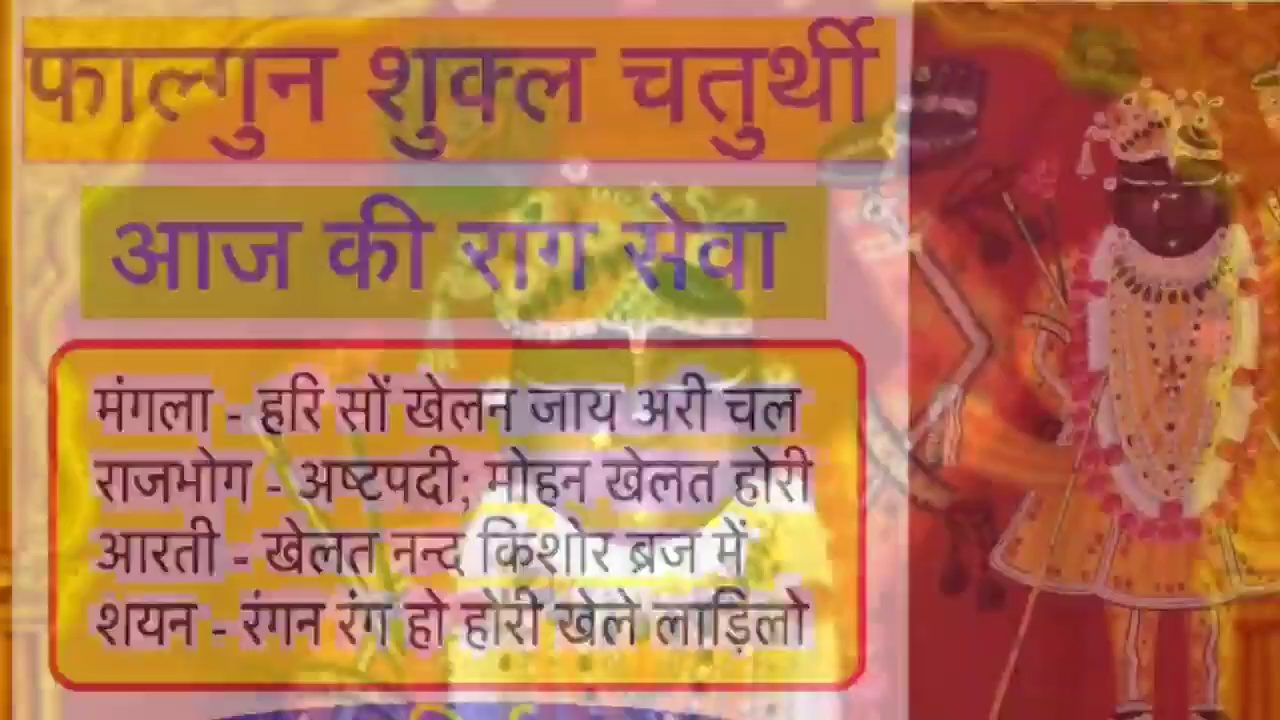 फाल्गुन शुक्ल चतुर्थी
आज की राग सेवा
मंगला - हरि सों खेलन जाय अरी चल
राजभोग - अष्टपदी; मोहन खेलत होरी
आरती - खेलत नन्द किशोर ब्रज में
शयन - रंगन रंग हो होरी खेले लाड़िलो